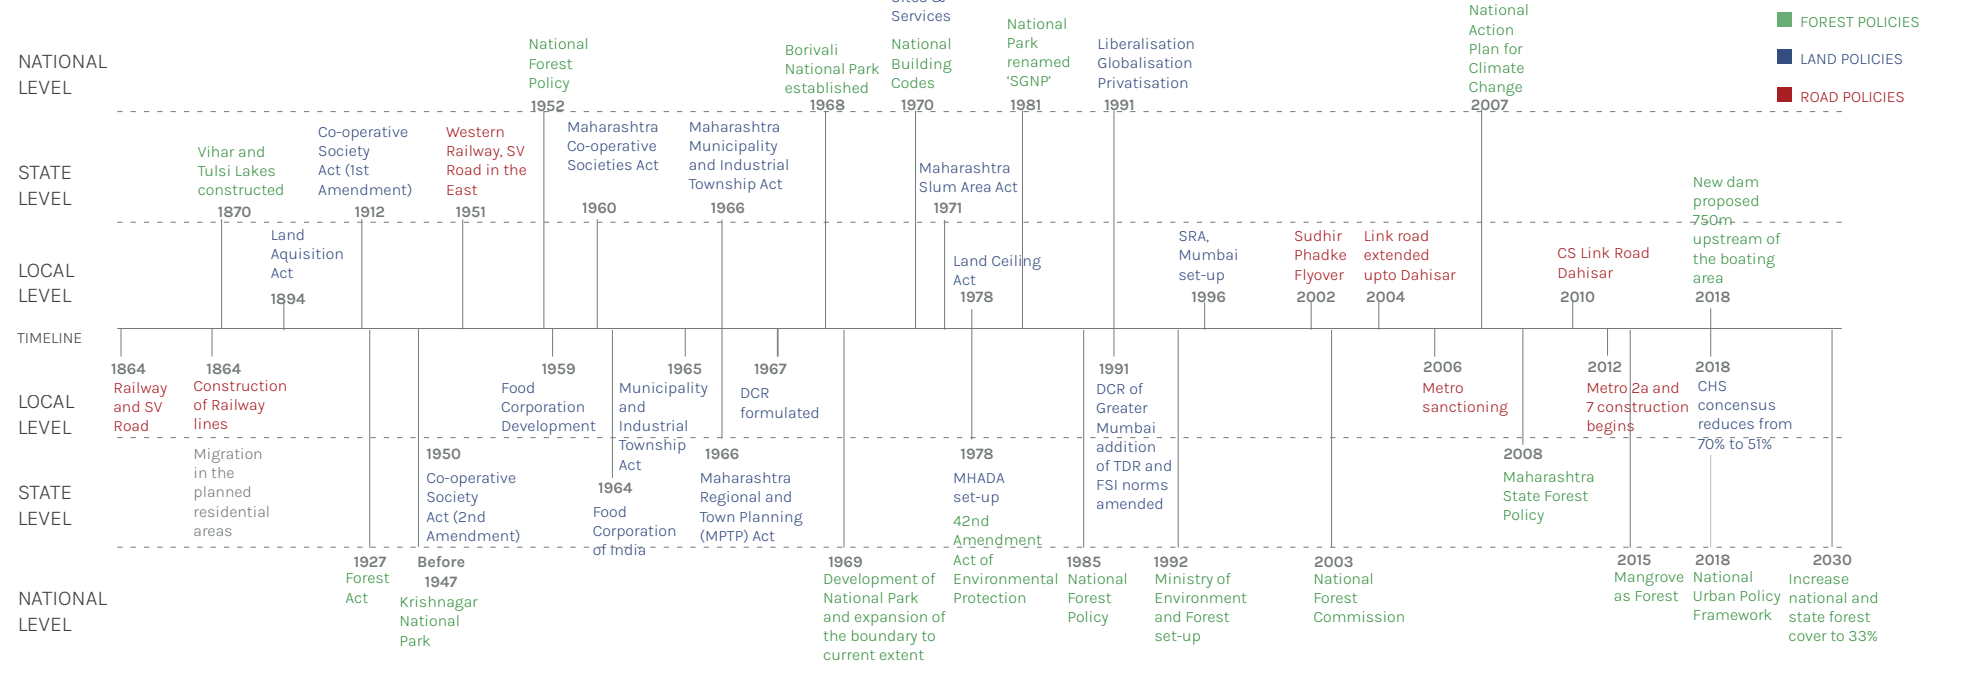 Services
National
Forest
Policy
1952
Borivali
National Park
established
1968
National
Building
Codes
1970
National
Park
renamed
‘SGNP’
1981
Liberalisation
Globalisation
Privatisation
1991
National
Action
Plan for
Climate
Change
2007
FOREST POLICIES
LAND POLICIES
ROAD POLICIES
NATIONAL
LEVEL
STATE
LEVEL
Vihar and
Tulsi Lakes
constructed
1870
Co-operative
Society
Act (1st
Amendment)
1912
Western
Railway, SV
Road in the
East
1951
Maharashtra
Co-operative
Societies Act
1960
Maharashtra
Municipality
and Industrial
Township Act
1966
Maharashtra
Slum Area Act
1971
New dam
proposed
750m
upstream of
the boating
area
2018
LOCAL
LEVEL
Land
Aquisition
Act
1894
Land Ceiling
Act
1978
SRA,
Mumbai
set-up
1996
Sudhir
Phadke
Flyover
2002
Link road
extended
upto Dahisar
2004
CS Link Road
Dahisar
2010
TIMELINE
LOCAL
LEVEL
1864
Railway
and SV
Road
1864
Construction
of Railway
lines
Migration
in the
planned
residential
areas
1959
Food
Corporation
Development
1965
Municipality
and
Industrial
Township
Act
1967
DCR
formulated
1991
DCR of
Greater
Mumbai
addition
of TDR and
FSI norms
amended
2006
Metro
sanctioning
2012
Metro 2a and
7 construction
begins
2018
CHS
concensus
reduces from
70% to 51%
STATE
LEVEL
1950
Co-operative
Society
Act (2nd
Amendment)
1964
Food
Corporation
of India
1966
Maharashtra
Regional and
Town Planning
(MPTP) Act
1978
MHADA
set-up
42nd
Amendment
Act of
Environmental
Protection
2008
Maharashtra
State Forest
Policy
NATIONAL
LEVEL
1927
Forest
Act
Before
1947
Krishnagar
National
Park
1969
Development of
National Park
and expansion of
the boundary to
current extent
1985
National
Forest
Policy
1992
Ministry of
Environment
and Forest
set-up
2003
National
Forest
Commission
2015
Mangrove
as Forest
2018
National
Urban Policy
Framework
2030
Increase
national and
state forest
cover to 33%